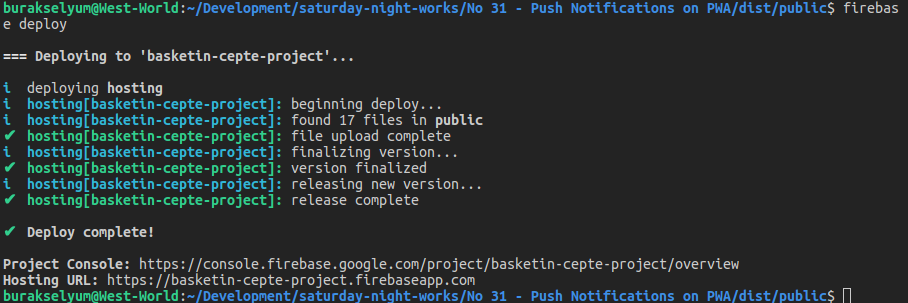 burakselyum@West-World:~/Development/saturday-night-works/No 31 - Push Notifications on PWA/dist/public$ firebas
e deploy
=== Deploying to 'basketin-cepte-project'...
i deploying hosting
i hosting[basketin-cepte-project]: beginning deploy...
i hosting[basketin-cepte-project]: found 17 files in public
✔ hosting[basketin-cepte-project]: file upload complete
i hosting[basketin-cepte-project]: finalizing version...
✔ hosting[basketin-cepte-project]: version finalized
i hosting[basketin-cepte-project]: releasing new version...
✔ hosting[basketin-cepte-project]: release complete
✔ Deploy complete!
Project Console: https://console.firebase.google.com/project/basketin-cepte-project/overview
Hosting URL: https://basketin-cepte-project.firebaseapp.com
burakselyum@West-World:~/Development/saturday-night-works/No 31 - Push Notifications on PWA/dist/public$